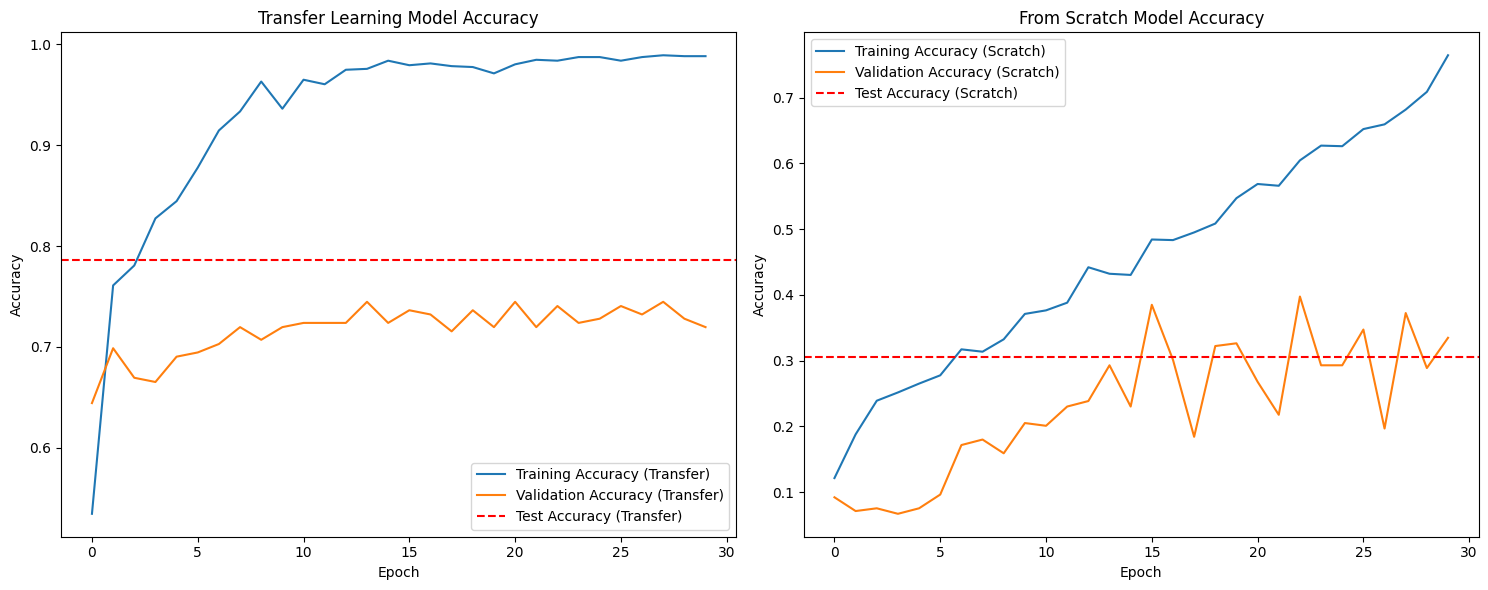 Transfer Learning Model Accuracy
1.0
0.9
0.8
0.7
0.6
Accuracy
0
5
10
15
20
25
30
Epoch
Training Accuracy (Transfer)
Validation Accuracy (Transfer)
Test Accuracy (Transfer)
From Scratch Model Accuracy
Training Accuracy (Scratch)
Validation Accuracy (Scratch)
Test Accuracy (Scratch)
0.7
0.6
0.5
0.4
0.3
0.2
0.1
Accuracy
0
5
10
15
20
25
30
Epoch